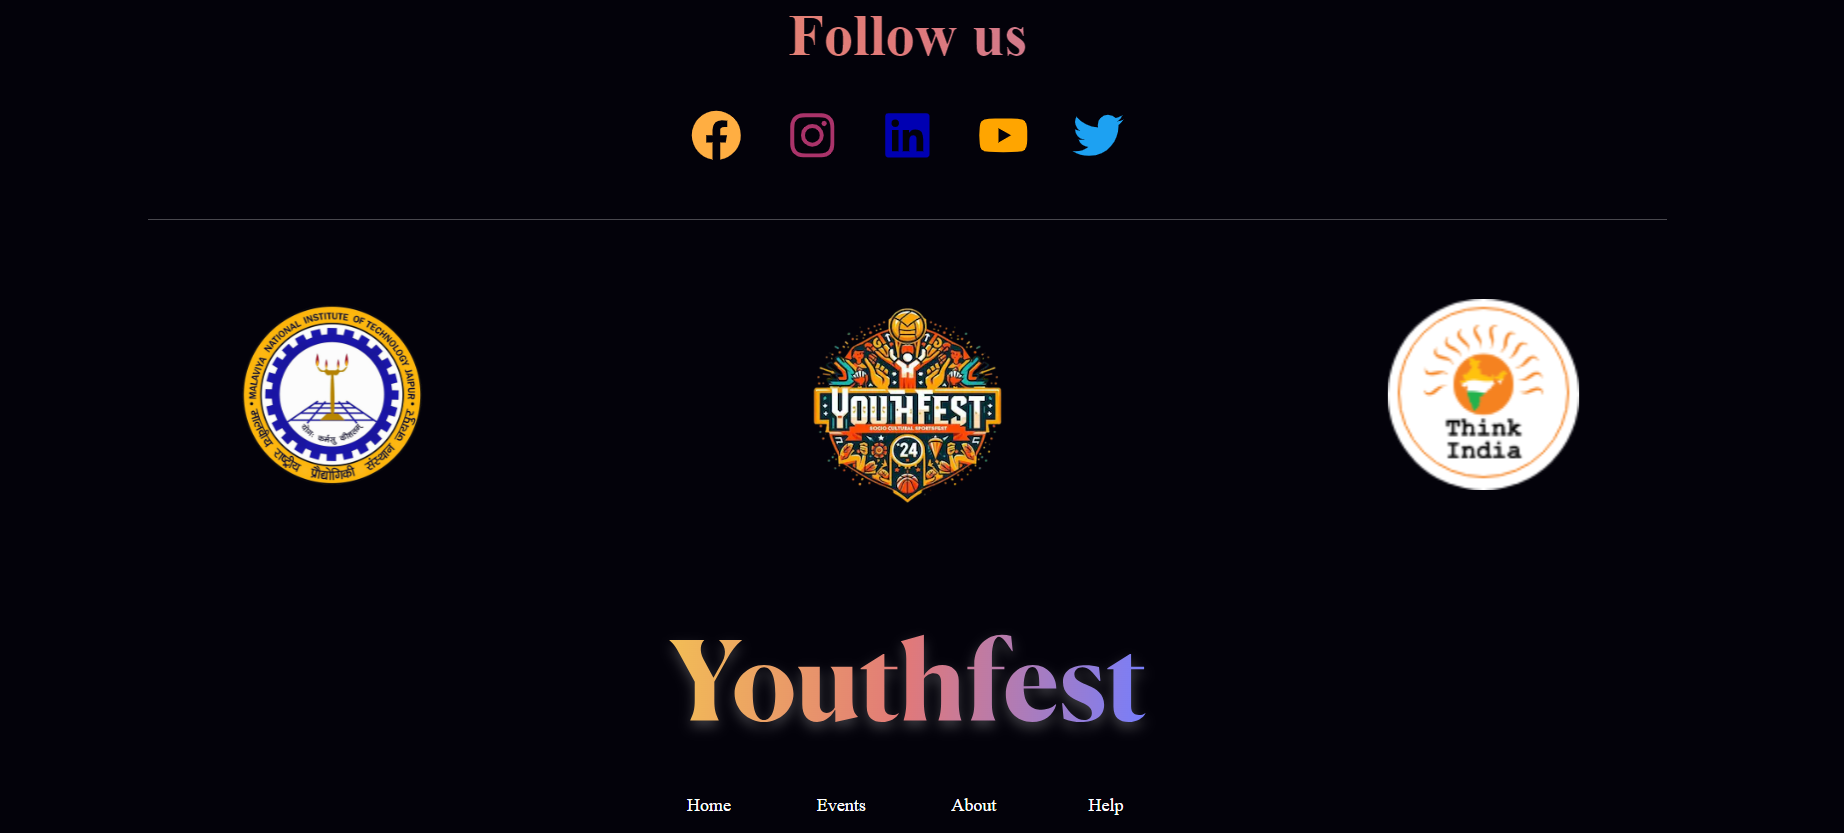 Follow us
MALAVIYA NATIONAL INSTITUTE OF TECHNOLOGY JAIPUR
मालवीय राष्ट्रीय प्रौद्योगिकी संस्थान जयपुर
योगः कर्मसु कौशलम्
YOUTHFEST
SOCIO CULTURAL SPORTSFEST
'24
Think
India
Youthfest
Home Events About Help